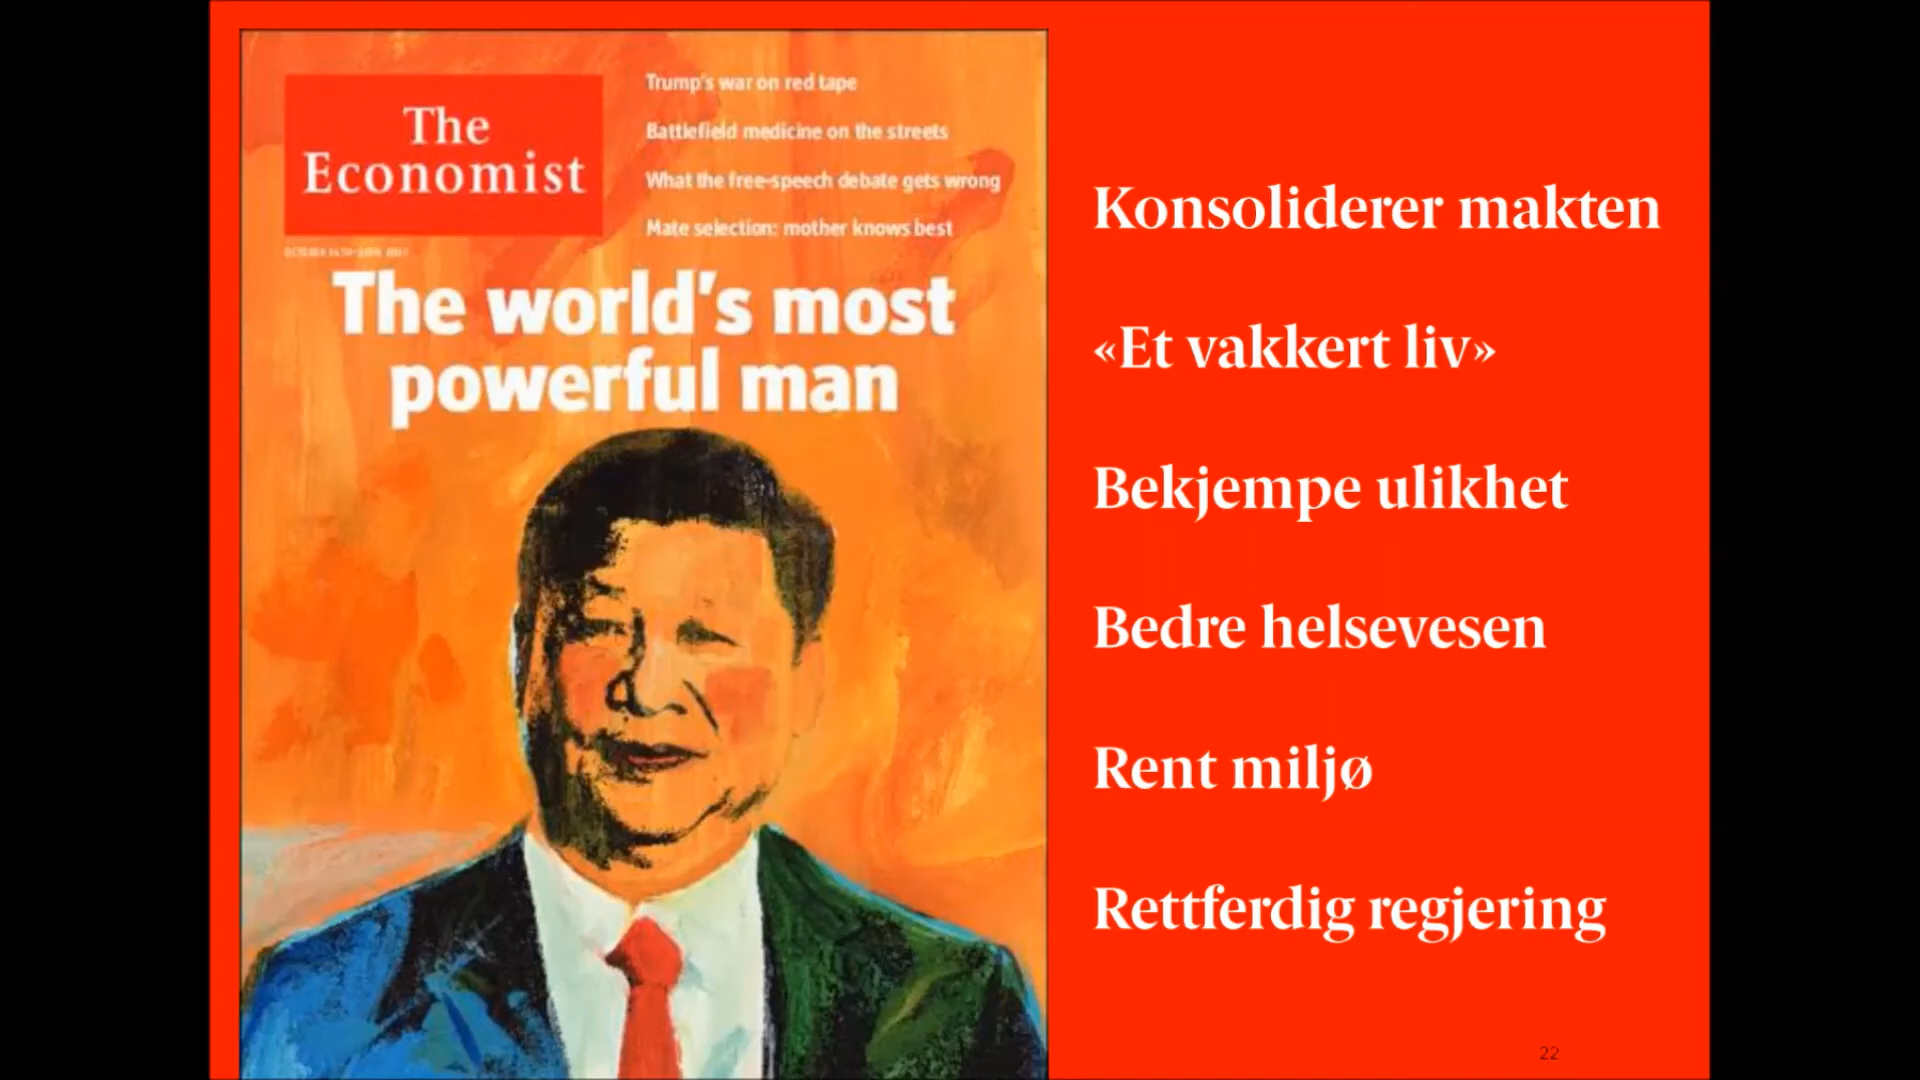 The
Economist
Trump's war on red tape
Battlefield medicine on the streets
What the free-speech debate gets wrong
Mate selection: mother knows best
The world's most
powerful man
Konsoliderer makten
«Et vakkert liv»
Bekjempe ulikhet
Bedre helsevesen
Rent miljø
Rettferdig regjering
22